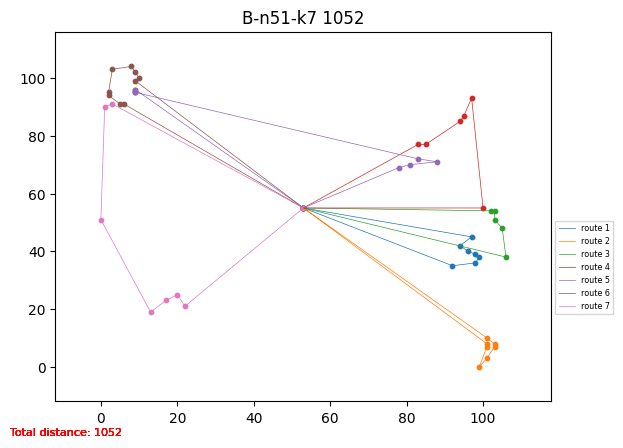 B-n51-k7 1052
100
80
60
40
20
0
0 20 40 60 80 100
route 1
route 2
route 3
route 4
route 5
route 6
route 7
Total distance: 1052